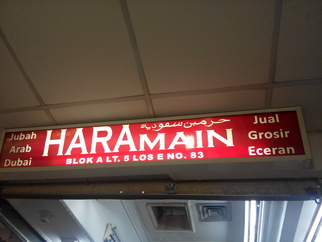 Jubah
Arab
Dubai
حرمين سعودية
HARAMAIN
BLOK A LT. 5 LOS E NO. 83
Jual
Grosir
Eceran